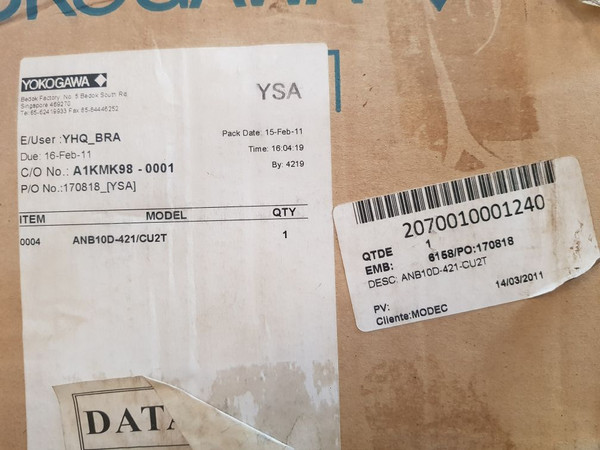 YOKOGAWA
YOKOGAWA
Bedok Factory, No. 5 Bedok South Rd
Singapore 469270
Tel:65-62419933 Fax:65-64446252
YSA
E/User :YHQ_BRA
Due: 16-Feb-11
C/O No.: A1KMK98 - 0001
P/O No.:170818_[YSA]
Pack Date: 15-Feb-11
Time: 16:04:19
By: 4219
ITEM MODEL QTY
0004 ANB10D-421/CU2T 1
DATA
2070010001240
QTDE 1
EMB: 6158/PO:170818
DESC: ANB10D-421-CU2T
14/03/2011
PV:
Cliente:MODEC